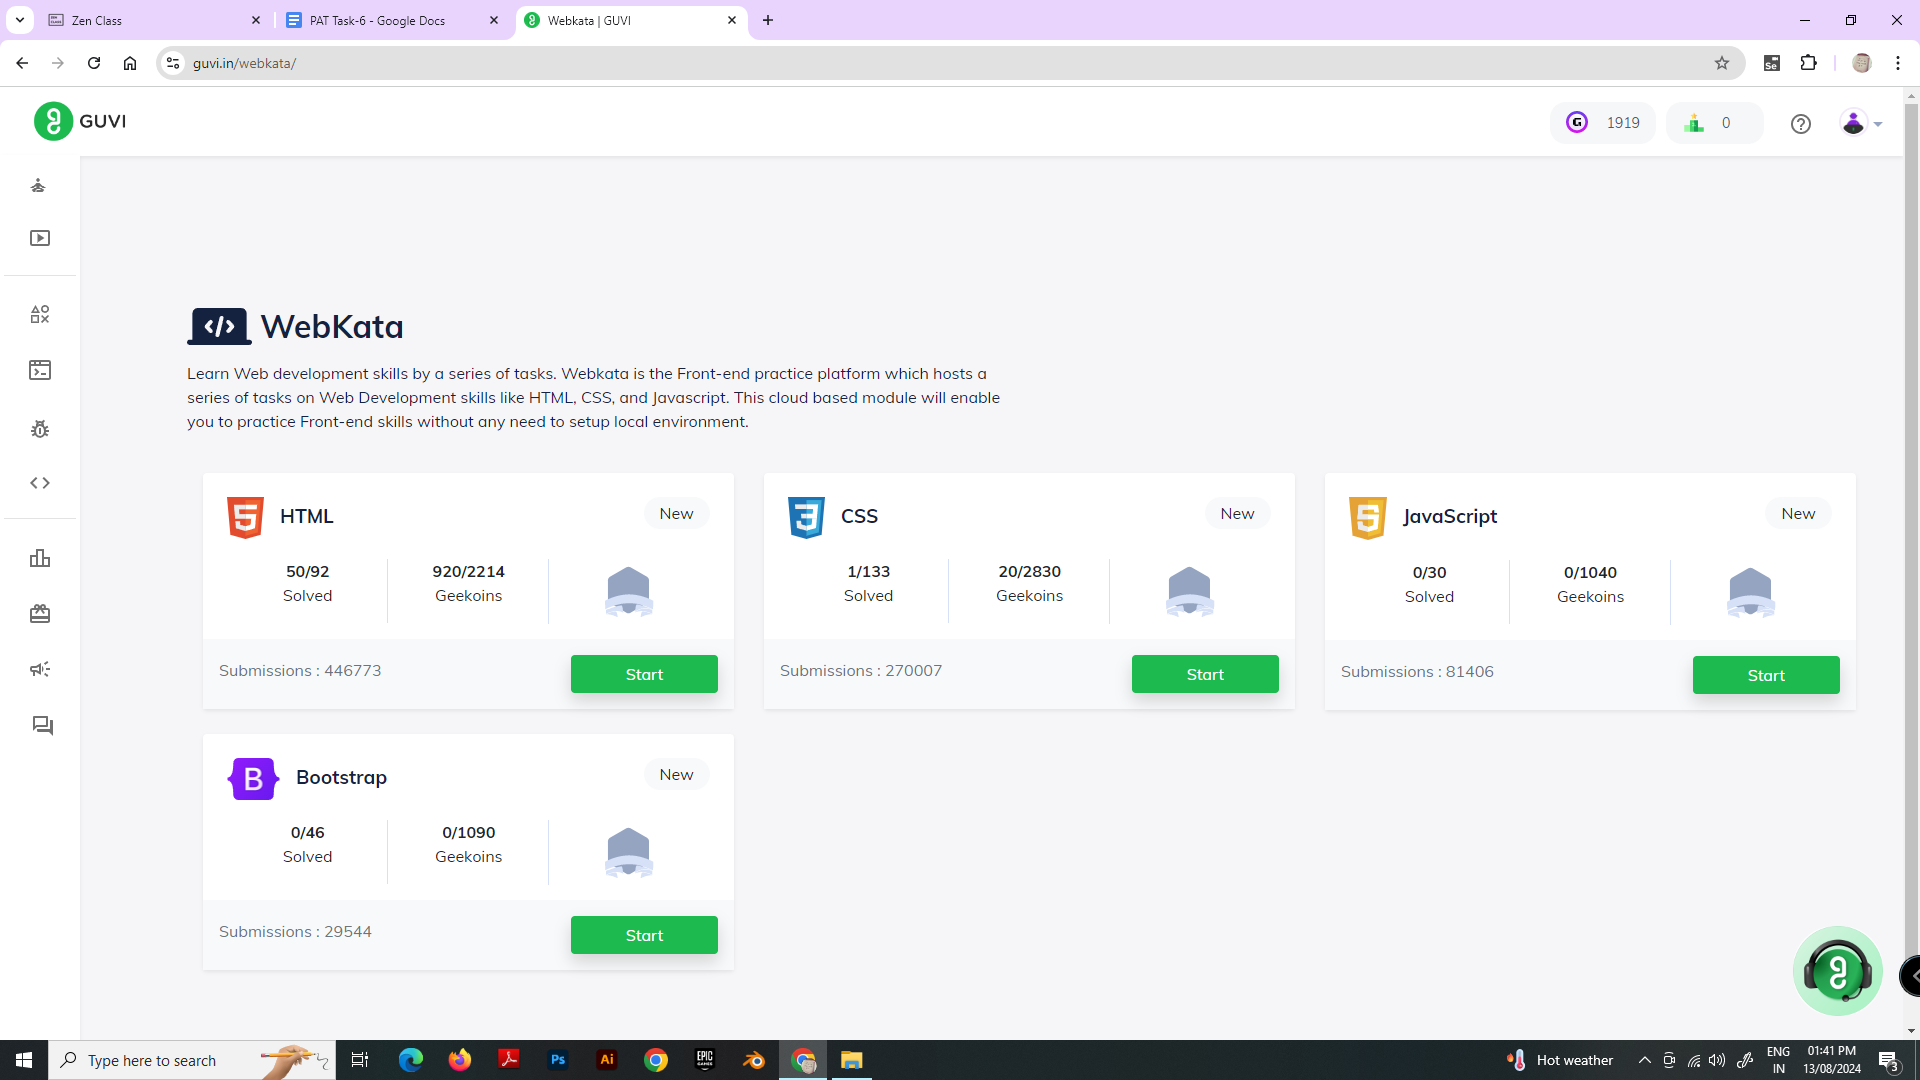 Zen Class
PAT Task-6 - Google Docs
Webkata | GUVI
guvi.in/webkata/
Se
GUVI
G
1919
0
</> WebKata
Learn Web development skills by a series of tasks. Webkata is the Front-end practice platform which hosts a
series of tasks on Web Development skills like HTML, CSS, and Javascript. This cloud based module will enable
you to practice Front-end skills without any need to setup local environment.
HTML
New
50/92
Solved
920/2214
Geekoins
Submissions : 446773
Start
CSS
New
1/133
Solved
20/2830
Geekoins
Submissions : 270007
Start
JavaScript
New
0/30
Solved
0/1040
Geekoins
Submissions : 81406
Start
B
Bootstrap
New
0/46
Solved
0/1090
Geekoins
Submissions : 29544
Start
Type here to search
Ps
Ai
EPIC
GAMES
Hot weather
ENG
IN
01:41 PM
13/08/2024
3